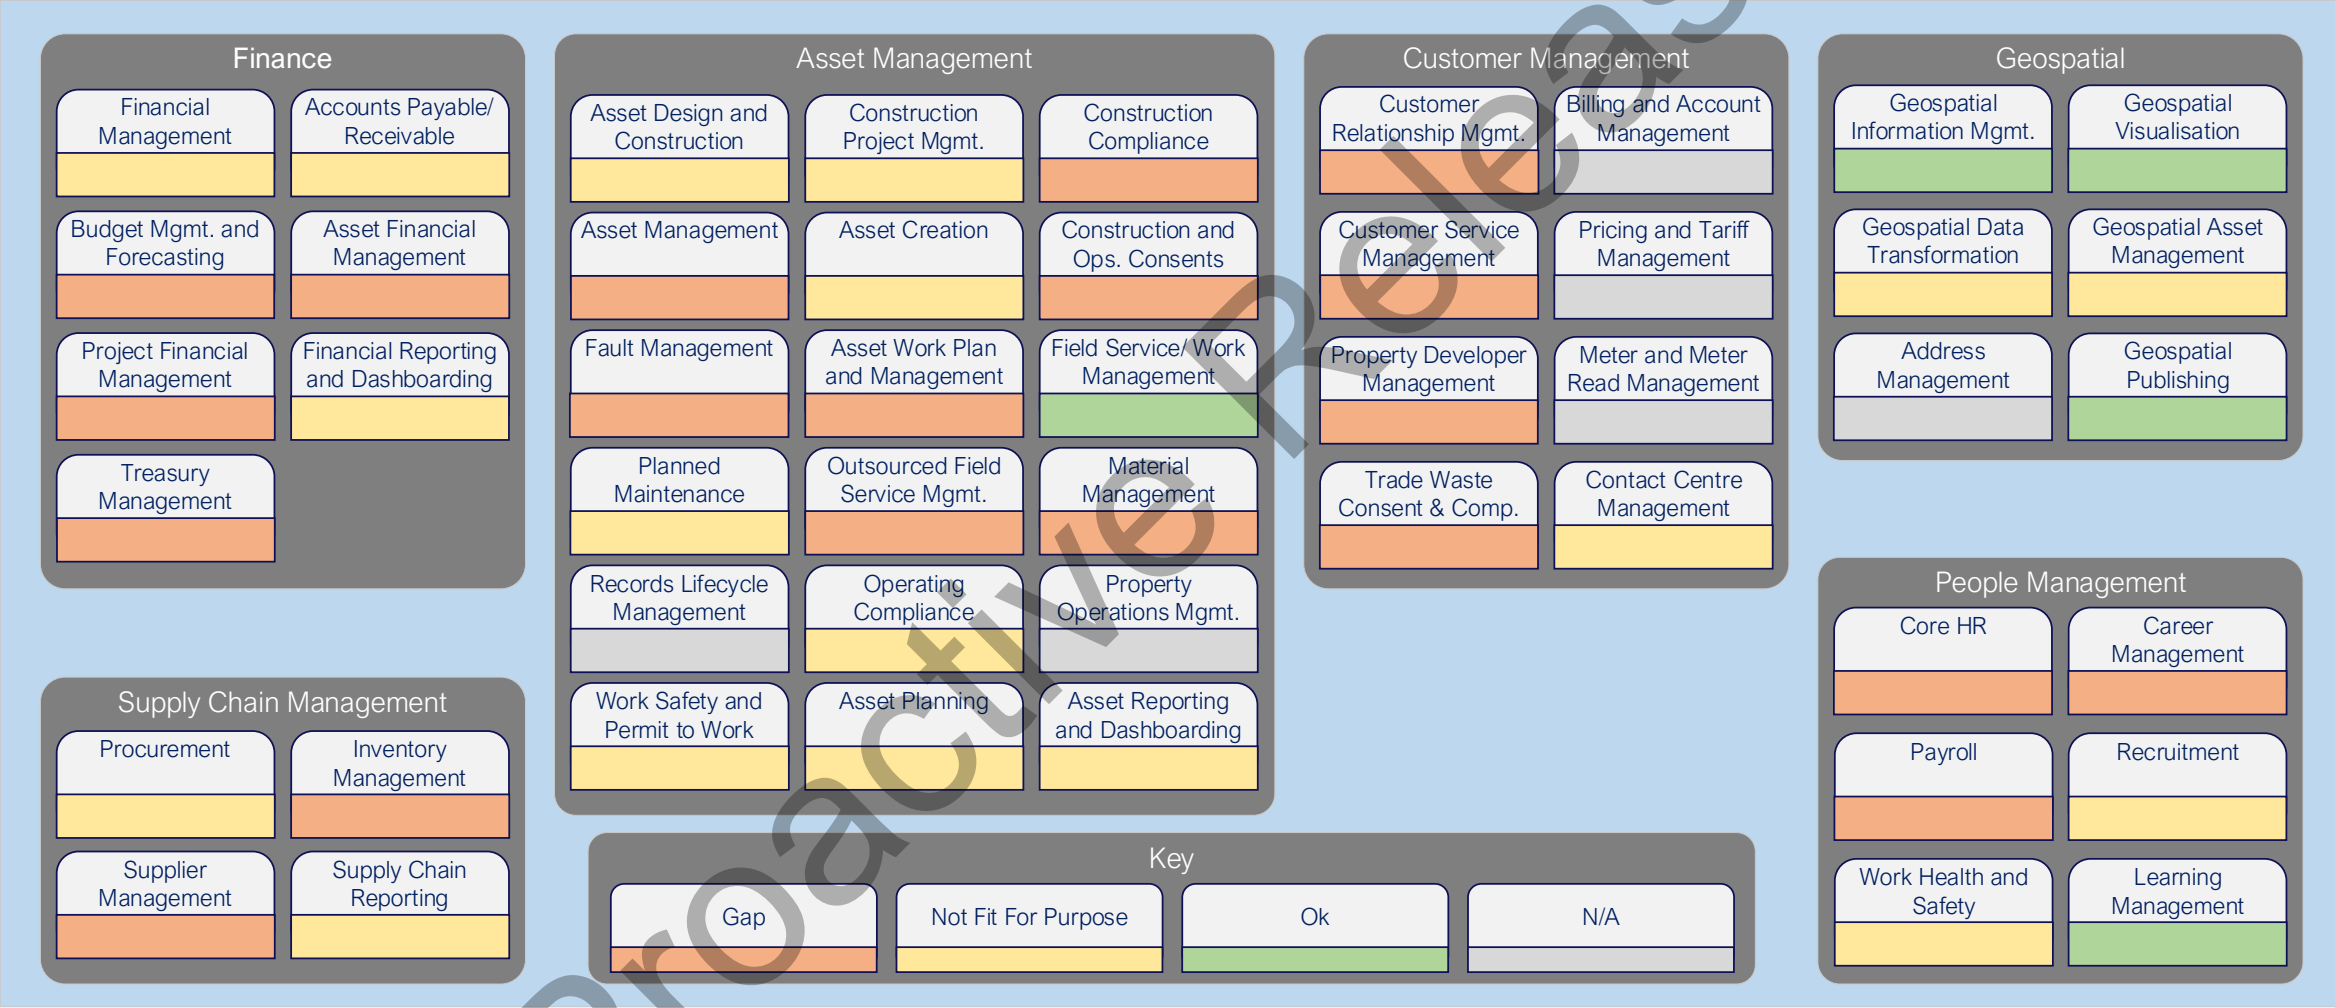 Finance
Financial
Management
Accounts Payable/
Receivable
Budget Mgmt. and
Forecasting
Asset Financial
Management
Project Financial
Management
Financial Reporting
and Dashboarding
Treasury
Management
Supply Chain Management
Procurement
Inventory
Management
Supplier
Management
Supply Chain
Reporting
Asset Management
Asset Design and
Construction
Construction
Project Mgmt.
Construction
Compliance
Asset Management
Asset Creation
Construction and
Ops. Consents
Fault Management
Asset Work Plan
and Management
Field Service/ Work
Management
Planned
Maintenance
Outsourced Field
Service Mgmt.
Material
Management
Records Lifecycle
Management
Operating
Compliance
Property
Operations Mgmt.
Work Safety and
Permit to Work
Asset Planning
Asset Reporting
and Dashboarding
Customer Management
Customer
Relationship Mgmt.
Billing and Account
Management
Customer Service
Management
Pricing and Tariff
Management
Property Developer
Management
Meter and Meter
Read Management
Trade Waste
Consent & Comp.
Contact Centre
Management
Geospatial
Geospatial
Information Mgmt.
Geospatial
Visualisation
Geospatial Data
Transformation
Geospatial Asset
Management
Address
Management
Geospatial
Publishing
People Management
Core HR
Career
Management
Payroll
Recruitment
Work Health and
Safety
Learning
Management
Key
Gap
Not Fit For Purpose
Ok
N/A
Proactive Releas